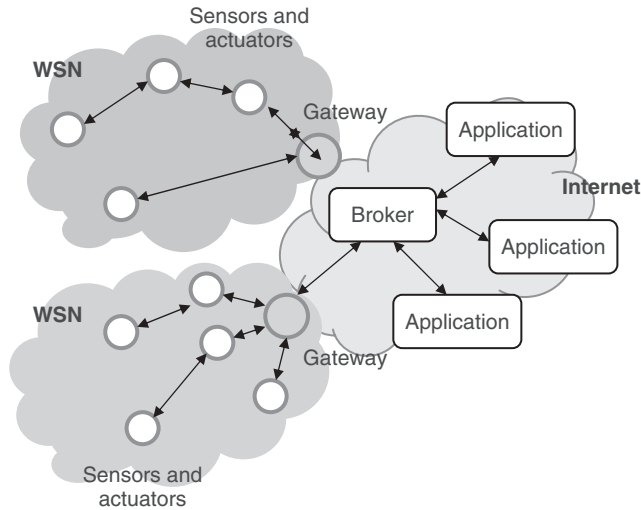 Sensors and
actuators
WSN
Gateway
Application
Internet
Broker
Application
WSN
Application
Gateway
Sensors and
actuators